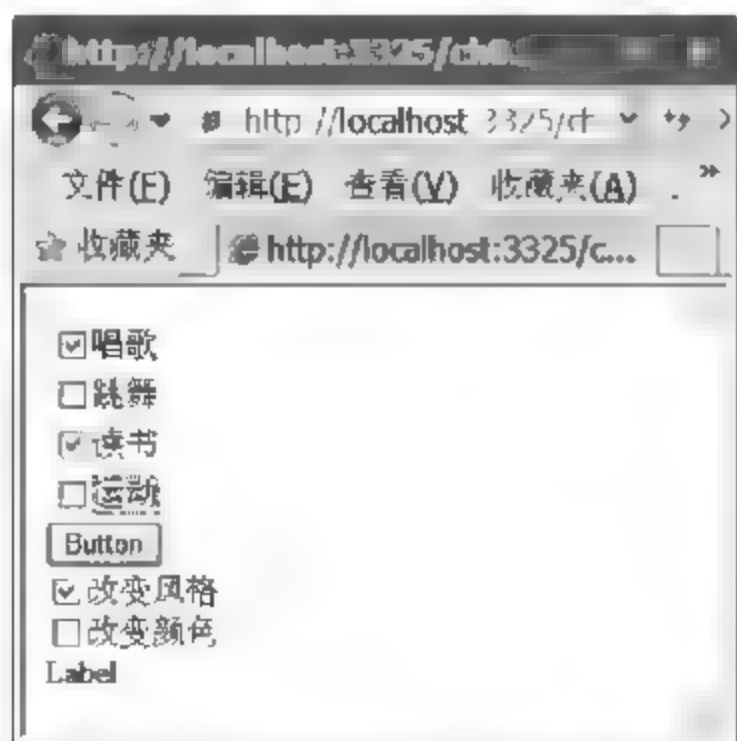 http://localhost:3325/ch
http://localhost:3325/ch
文件(F) 编辑(E) 查看(V) 收藏夹(A)
收藏夹 http://localhost:3325/c...
唱歌
跳舞
读书
运动
Button
改变风格
改变颜色
Label